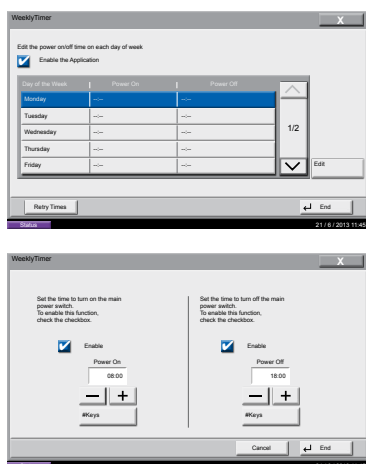 WeeklyTimer
X
Edit the power on/off time on each day of week
Enable the Application
Day of the Week | Power On | Power Off
Monday --:-- --:--
Tuesday --:-- --:--
Wednesday --:-- --:--
Thursday --:-- --:--
Friday --:-- --:--
1/2
Edit
Retry Times
End
Status
21 / 6 / 2013 11:45
WeeklyTimer
X
Set the time to turn on the main
power switch.
To enable this function,
check the checkbox.
Enable
Power On
08:00
#Keys
Set the time to turn off the main
power switch.
To enable this function,
check the checkbox.
Enable
Power Off
18:00
#Keys
Cancel
End